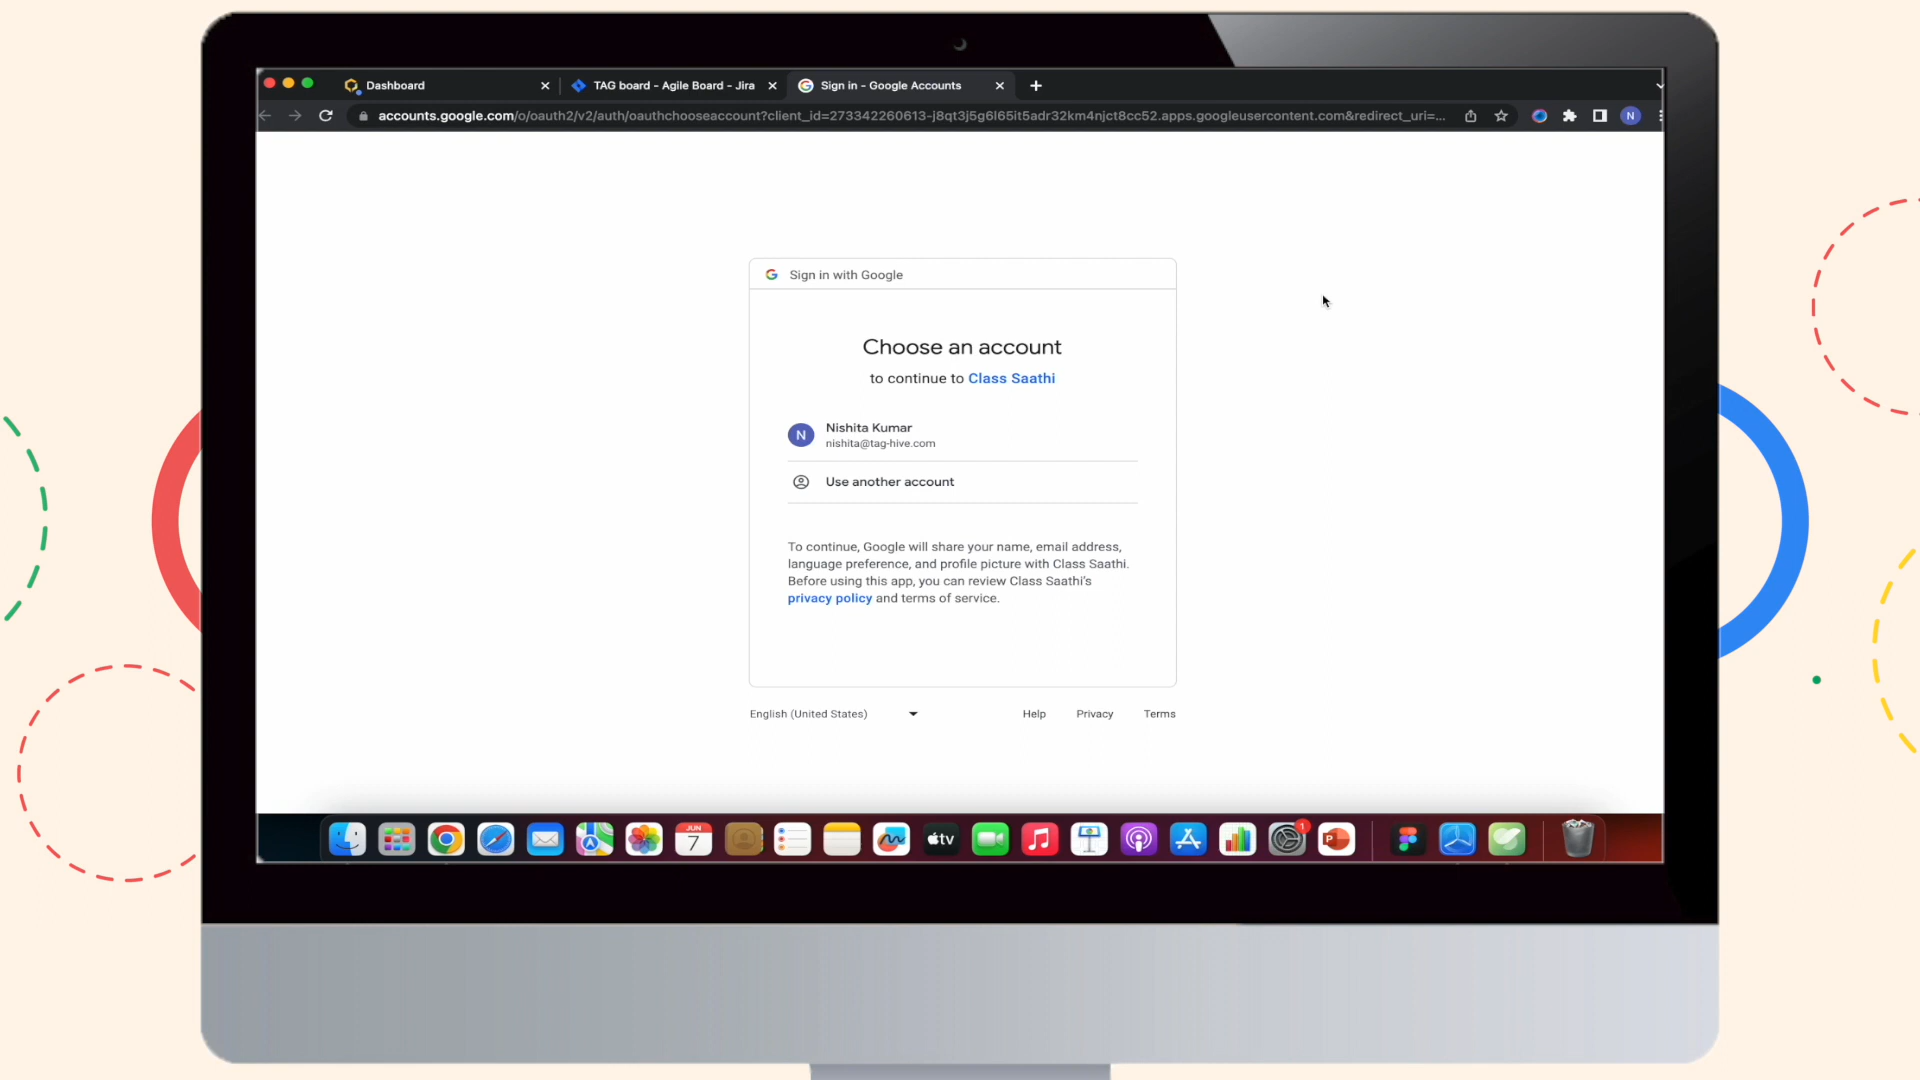 Dashboard
TAG board - Agile Board - Jira
Sign in - Google Accounts
accounts.google.com/o/oauth2/v2/auth/oauthchooseaccount?client_id=273342260613-j8qt3j5g6l65it5adr32km4njct8cc52.apps.googleusercontent.com&redirect_uri=...
N
Sign in with Google
Choose an account
to continue to Class Saathi
N
Nishita Kumar
nishita@tag-hive.com
Use another account
To continue, Google will share your name, email address,
language preference, and profile picture with Class Saathi.
Before using this app, you can review Class Saathi's
privacy policy and terms of service.
English (United States)
Help
Privacy
Terms
JUN
7
tv
1
P